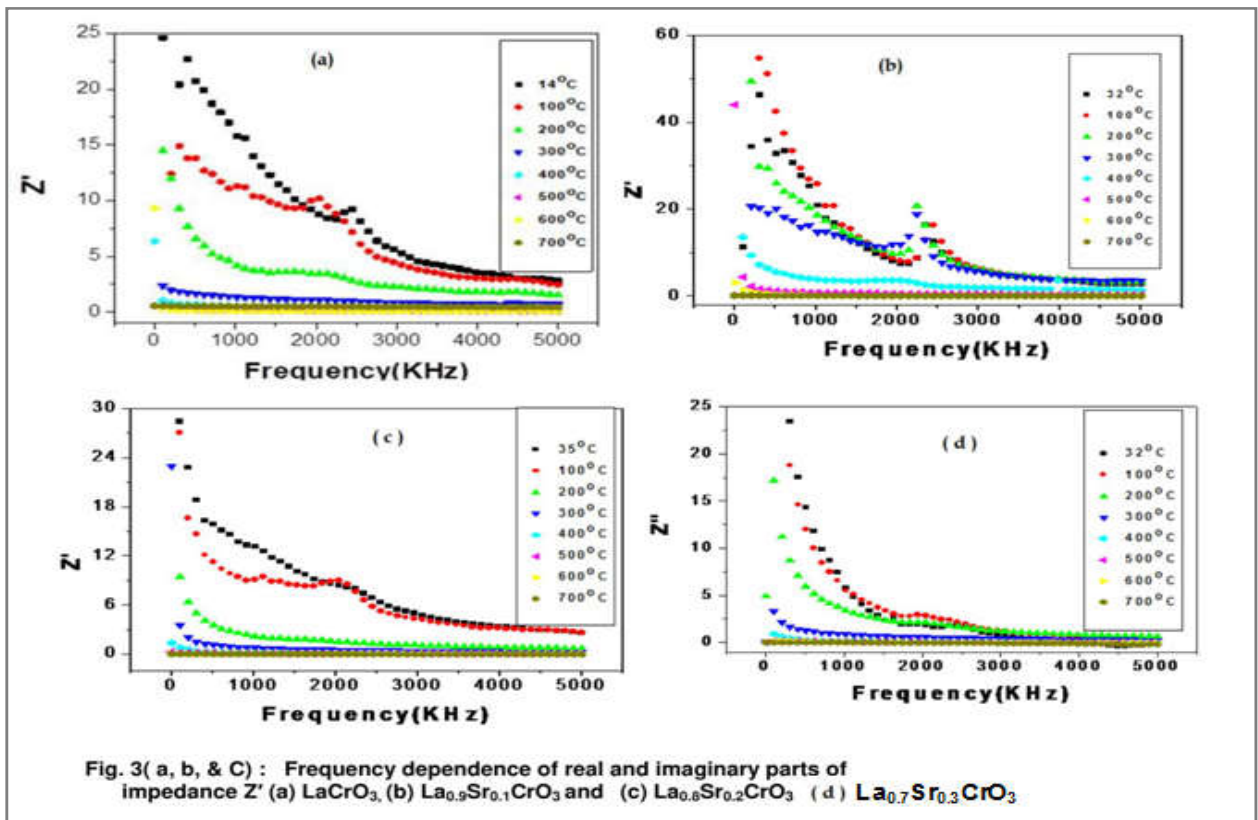 25
20
15
10
5
0
Z'
(a)
14°C
100°C
200°C
300°C
400°C
500°C
600°C
700°C
0 1000 2000 3000 4000 5000
Frequency(KHz)
60
40
20
0
Z'
(b)
32°C
100°C
200°C
300°C
400°C
500°C
600°C
700°C
0 1000 2000 3000 4000 5000
Frequency(KHz)
30
24
18
12
6
0
Z'
( c )
35°C
100°C
200°C
300°C
400°C
500°C
600°C
700°C
0 1000 2000 3000 4000 5000
Frequency(KHz)
25
20
15
10
5
0
Z"
( d )
32°C
100°C
200°C
300°C
400°C
500°C
600°C
700°C
0 1000 2000 3000 4000 5000
Frequency(KHz)
Fig. 3( a, b, & C) : Frequency dependence of real and imaginary parts of
impedance Z′ (a) LaCrO₃, (b) La₀.₉Sr₀.₁CrO₃ and (c) La₀.₈Sr₀.₂CrO₃ ( d ) La₀.₇Sr₀.₃CrO₃